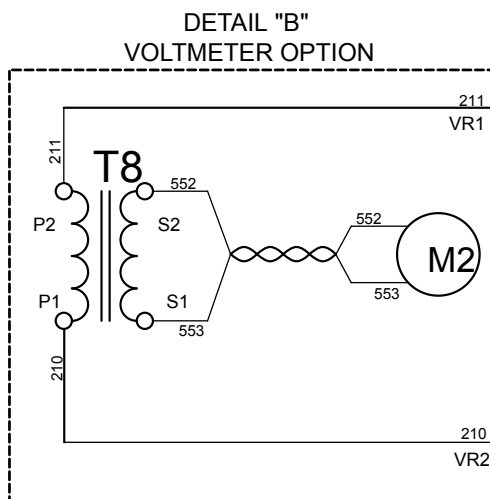 DETAIL "B"
VOLTMETER OPTION
211
VR1
211
T8
552
P2
S2
552
M2
P1
S1
553
553
210
210
VR2